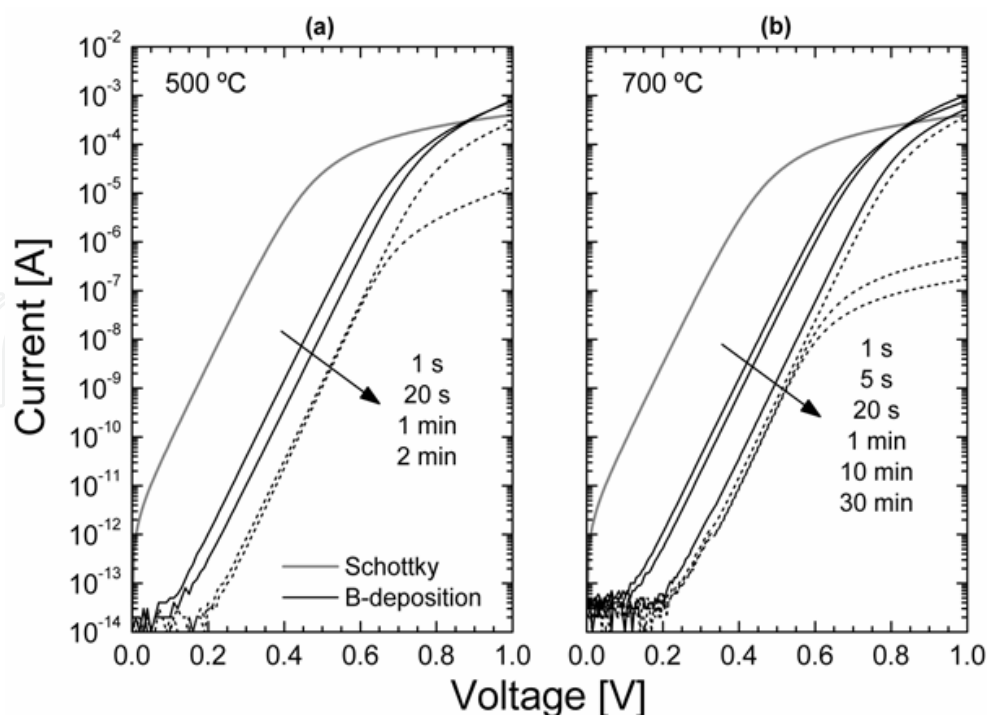 (a)
(b)
500 ºC
700 ºC
10⁻²
10⁻³
10⁻⁴
10⁻⁵
10⁻⁶
10⁻⁷
10⁻⁸
10⁻⁹
10⁻¹⁰
10⁻¹¹
10⁻¹²
10⁻¹³
10⁻¹⁴
Current [A]
1 s
20 s
1 min
2 min
1 s
5 s
20 s
1 min
10 min
30 min
Schottky
B-deposition
0.0 0.2 0.4 0.6 0.8 1.0
0.0 0.2 0.4 0.6 0.8 1.0
Voltage [V]